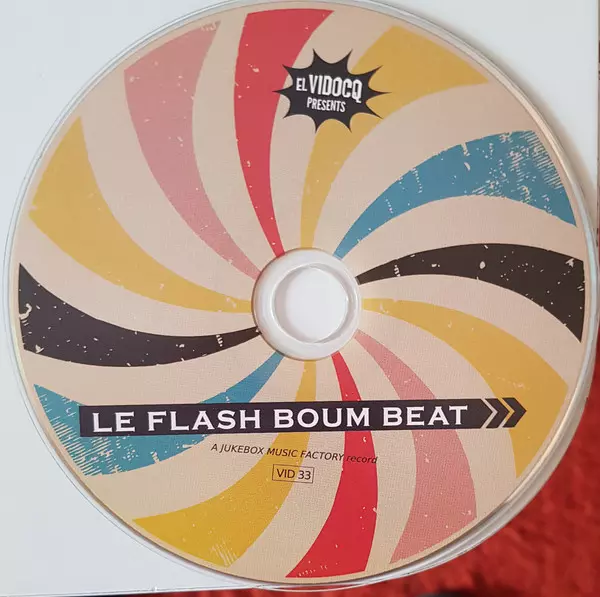 EL VIDOCQ
PRESENTS
LE FLASH BOUM BEAT
A JUKEBOX MUSIC FACTORY record
VID 33